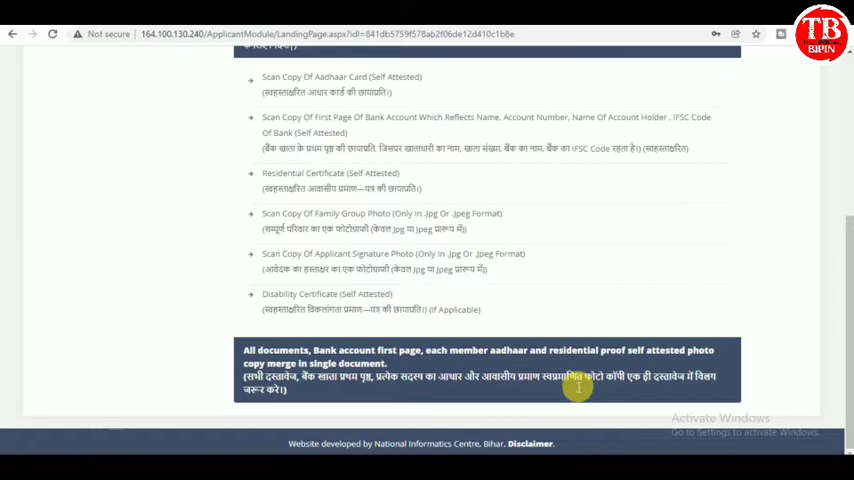 Not secure | 164.100.130.240/ApplicantModule/LandingPage.aspx?idl=841db5759f578ab2f06de12d410c1b8e
TB
BIPIN
Scan Copy Of Aadhaar Card (Self Attested)
(स्वहस्ताक्षरित आधार कार्ड की छायाप्रति।)
Scan Copy Of First Page Of Bank Account Which Reflects Name, Account Number, Name Of Account Holder , IFSC Code
Of Bank (Self Attested)
(बैंक खाता के प्रथम पृष्ठ की छायाप्रति, जिसपर खाताधारी का नाम, खाता संख्या, बैंक का नाम, बैंक का IFSC Code रहता है।) (स्वहस्ताक्षरित)
Residential Certificate (Self Attested)
(स्वहस्ताक्षरित आवासीय प्रमाण—पत्र की छायाप्रति।)
Scan Copy Of Family Group Photo (Only In .Jpg Or .Jpeg Format)
(सम्पूर्ण परिवार का एक फोटोग्राफी (केवल Jpg या Jpeg प्रारूप में))
Scan Copy Of Applicant Signature Photo (Only In .Jpg Or .Jpeg Format)
(आवेदक का हस्ताक्षर का एक फोटोग्राफी (केवल Jpg या Jpeg प्रारूप में))
Disability Certificate (Self Attested)
(स्वहस्ताक्षरित विकलांगता प्रमाण—पत्र की छायाप्रति।) (If Applicable)
All documents, Bank account first page, each member aadhaar and residential proof self attested photo
copy merge in single document.
(सभी दस्तावेज, बैंक खाता प्रथम पृष्ठ, प्रत्येक सदस्य का आधार और आवासीय प्रमाण स्वप्रमाणित फोटो कॉपी एक ही दस्तावेज में विलय
जरूर करे।)
Activate Windows
Go to Settings to activate Windows.
Website developed by National Informatics Centre, Bihar. Disclaimer.